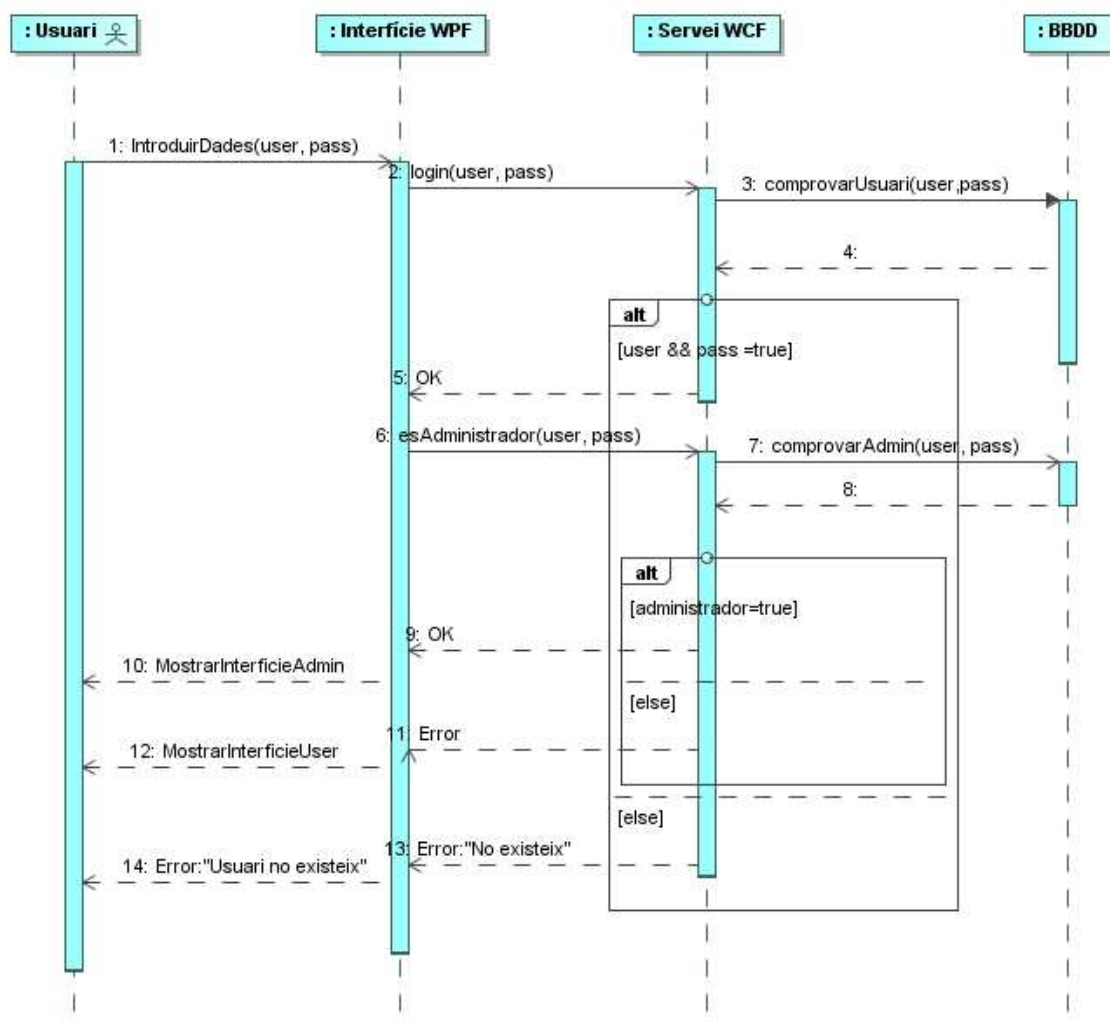 : Usuari
: Interfície WPF
: Servei WCF
: BBDD
1: IntroduirDades(user, pass)
2: login(user, pass)
3: comprovarUsuari(user,pass)
4:
alt
[user && pass =true]
5: OK
6: esAdministrador(user, pass)
7: comprovarAdmin(user, pass)
8:
alt
[administrador=true]
9: OK
10: MostrarInterficieAdmin
[else]
11: Error
12: MostrarInterficieUser
[else]
13: Error:"No existeix"
14: Error:"Usuari no existeix"